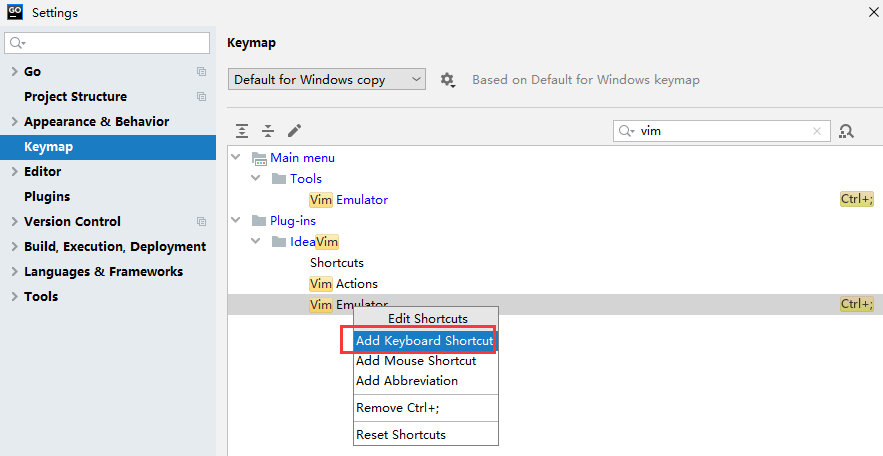 GO Settings
Keymap
Go
Project Structure
Appearance & Behavior
Keymap
Editor
Plugins
Version Control
Build, Execution, Deployment
Languages & Frameworks
Tools
Default for Windows copy
Based on Default for Windows keymap
vim
Main menu
Tools
Vim Emulator Ctrl+;
Plug-ins
IdeaVim
Shortcuts
Vim Actions
Vim Emulator Ctrl+;
Edit Shortcuts
Add Keyboard Shortcut
Add Mouse Shortcut
Add Abbreviation
Remove Ctrl+;
Reset Shortcuts